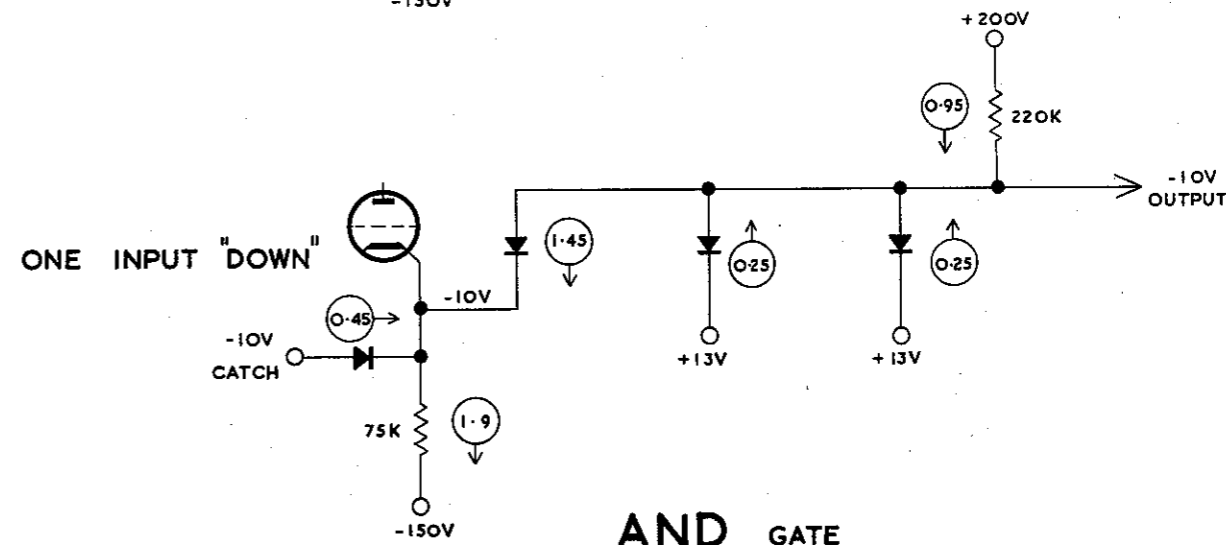 -150V
+200V
0.95
220K
-10V
OUTPUT
ONE INPUT "DOWN"
1.45
0.25
0.25
-10V
0.45
-10V
CATCH
+13V
+13V
75K
1.9
-150V
AND GATE